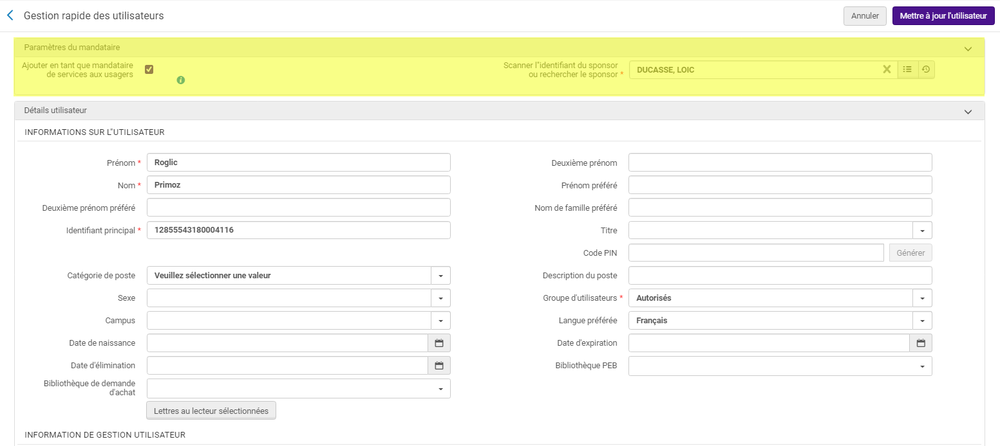 Gestion rapide des utilisateurs
Annuler
Mettre à jour l'utilisateur
Paramètres du mandataire
Ajouter en tant que mandataire
de services aux usagers
Scanner l"identifiant du sponsor
ou rechercher le sponsor *
DUCASSE, LOIC
Détails utilisateur
INFORMATIONS SUR L"UTILISATEUR
Prénom *
Roglic
Deuxième prénom
Nom *
Primoz
Prénom préféré
Deuxième prénom préféré
Nom de famille préféré
Identifiant principal *
12855543180004116
Titre
Code PIN
Générer
Catégorie de poste
Veuillez sélectionner une valeur
Description du poste
Sexe
Groupe d'utilisateurs *
Autorisés
Campus
Langue préférée
Français
Date de naissance
Date d'expiration
Date d'élimination
Bibliothèque PEB
Bibliothèque de demande
d'achat
Lettres au lecteur sélectionnées
INFORMATION DE GESTION UTILISATEUR